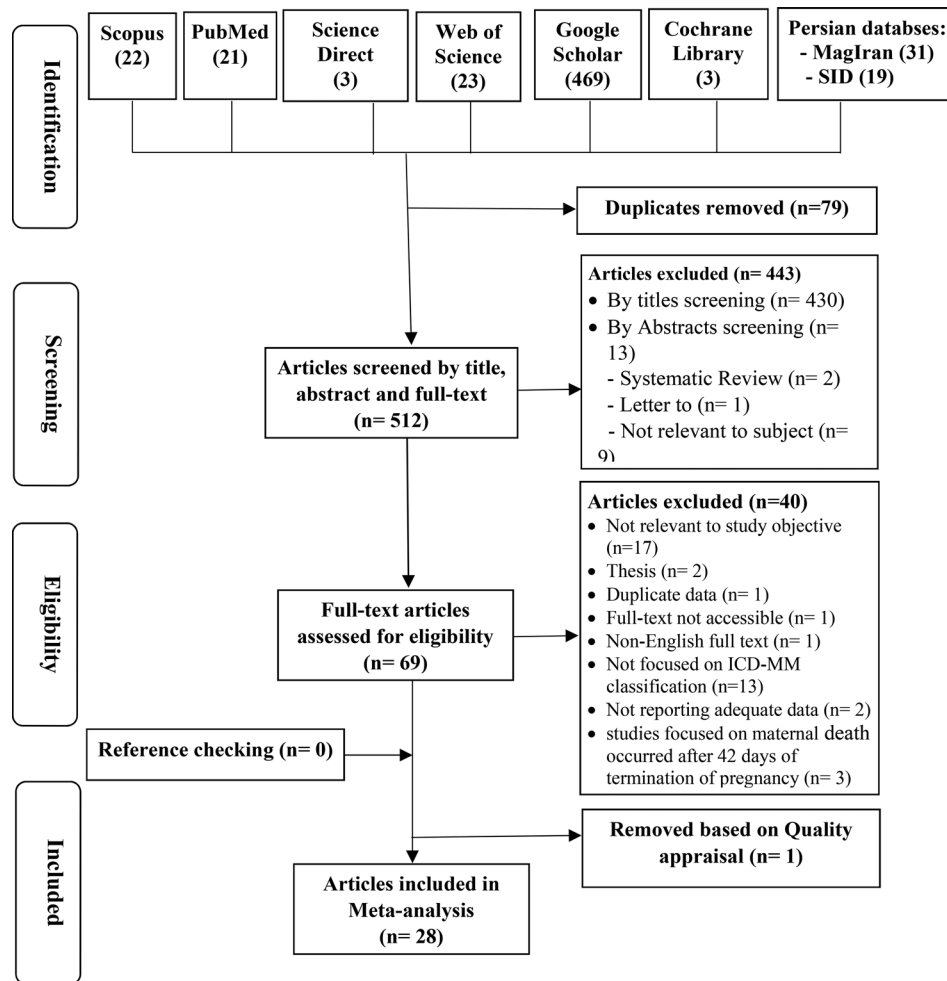 Identification
Scopus
(22)
PubMed
(21)
Science
Direct
(3)
Web of
Science
(23)
Google
Scholar
(469)
Cochrane
Library
(3)
Persian databses:
- MagIran (31)
- SID (19)
Duplicates removed (n=79)
Screening
Articles screened by title,
abstract and full-text
(n= 512)
Articles excluded (n= 443)
• By titles screening (n= 430)
• By Abstracts screening (n=
13)
- Systematic Review (n= 2)
- Letter to (n= 1)
- Not relevant to subject (n=
9)
Eligibility
Full-text articles
assessed for eligibility
(n= 69)
Articles excluded (n=40)
• Not relevant to study objective
(n=17)
• Thesis (n= 2)
• Duplicate data (n= 1)
• Full-text not accessible (n= 1)
• Non-English full text (n= 1)
• Not focused on ICD-MM
classification (n=13)
• Not reporting adequate data (n= 2)
• studies focused on maternal death
occurred after 42 days of
termination of pregnancy (n= 3)
Reference checking (n= 0)
Included
Removed based on Quality
appraisal (n= 1)
Articles included in
Meta-analysis
(n= 28)